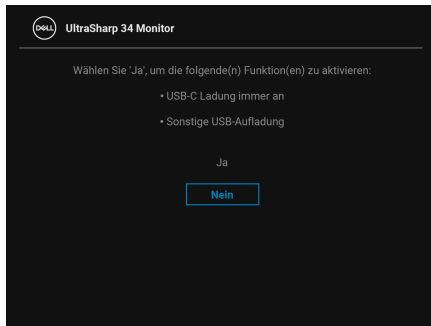 DELL
UltraSharp 34 Monitor
Wählen Sie 'Ja', um die folgende(n) Funktion(en) zu aktivieren:
• USB-C Ladung immer an
• Sonstige USB-Aufladung
Ja
Nein